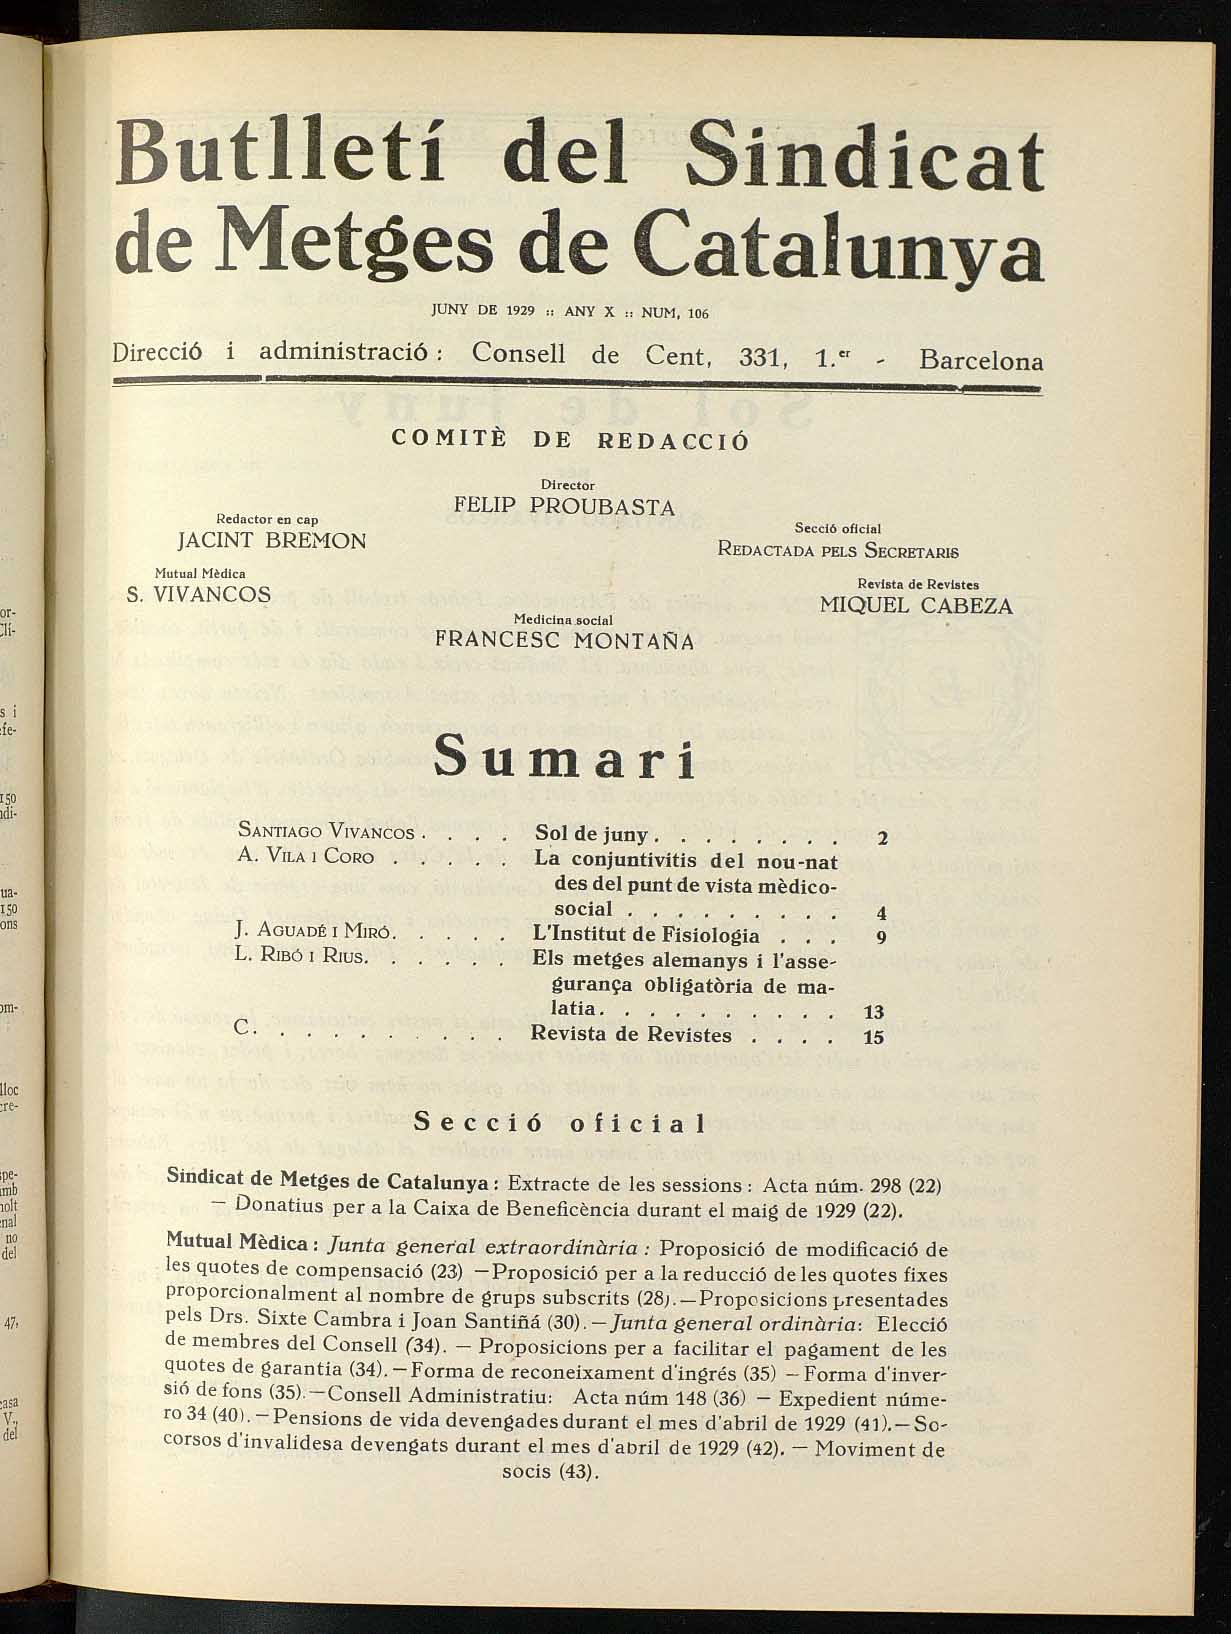 Butlletí del Sindicat
de Metges de Catalunya
JUNY DE 1929 :: ANY X :: NUM, 106
Direcció i administració : Consell de Cent, 331, 1.er - Barcelona
COMITÈ DE REDACCIÓ
Director
FELIP PROUBASTA
Redactor en cap
JACINT BREMON
Secció oficial
REDACTADA PELS SECRETARIS
Mutual Mèdica
S. VIVANCOS
Revista de Revistes
MIQUEL CABEZA
Medicina social
FRANCESC MONTAÑA
Sumari
SANTIAGO VIVANCOS . . . . Sol de juny . . . . . . . . 2
A. VILA I CORO . . . . . La conjuntivitis del nou-nat
des del punt de vista mèdico-
social . . . . . . . . . 4
J. AGUADÉ I MIRÓ. . . . . L'Institut de Fisiologia . . . 9
L. RIBÓ I RIUS. . . . . . Els metges alemanys i l'asse-
gurança obligatòria de ma-
latia. . . . . . . . . . 13
C. . . . . . . . . . Revista de Revistes . . . . 15
Secció oficial
Sindicat de Metges de Catalunya : Extracte de les sessions : Acta núm. 298 (22)
— Donatius per a la Caixa de Beneficència durant el maig de 1929 (22).
Mutual Mèdica : Junta general extraordinària : Proposició de modificació de
les quotes de compensació (23) —Proposició per a la reducció de les quotes fixes
proporcionalment al nombre de grups subscrits (28).—Propcsicions presentades
pels Drs. Sixte Cambra i Joan Santiñá (30).—Junta general ordinària: Elecció
de membres del Consell (34). — Proposicions per a facilitar el pagament de les
quotes de garantia (34).—Forma de reconeixament d'ingrés (35) —Forma d'inver-
sió de fons (35).—Consell Administratiu: Acta núm 148 (36) — Expedient núme-
ro 34 (40).—Pensions de vida devengades durant el mes d'abril de 1929 (41).—So-
corsos d'invalidesa devengats durant el mes d'abril de 1929 (42). — Moviment de
socis (43).